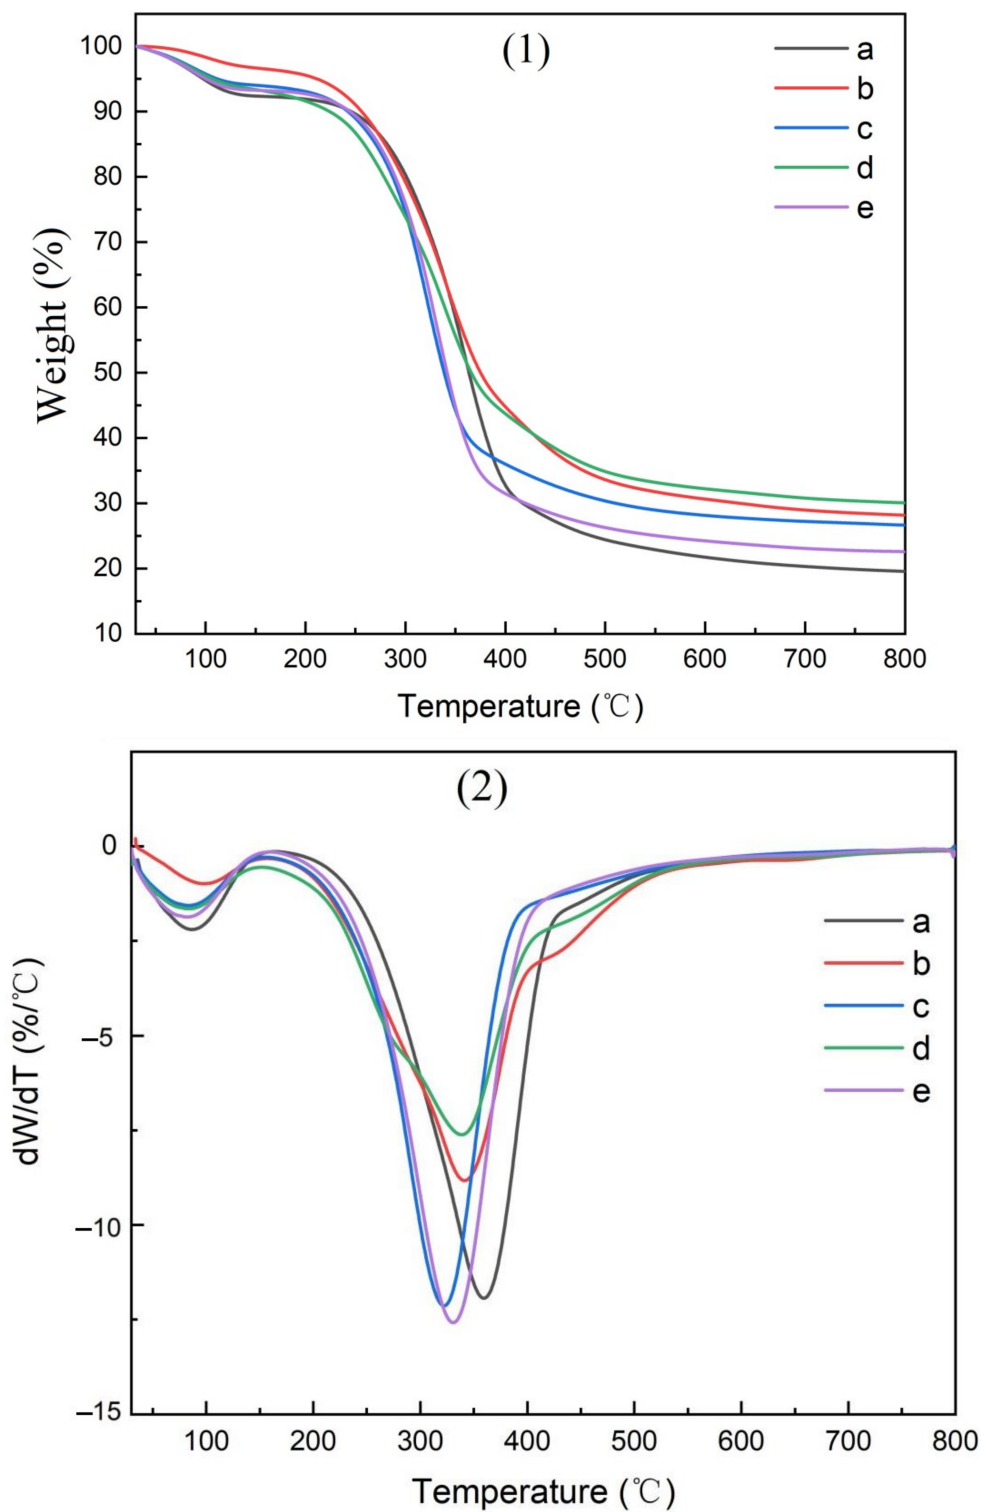 (1)
a
b
c
d
e
100
90
80
70
60
50
40
30
20
10
Weight (%)
100 200 300 400 500 600 700 800
Temperature (℃)
(2)
0
–5
–10
–15
a
b
c
d
e
dW/dT (%/℃)
100 200 300 400 500 600 700 800
Temperature (℃)